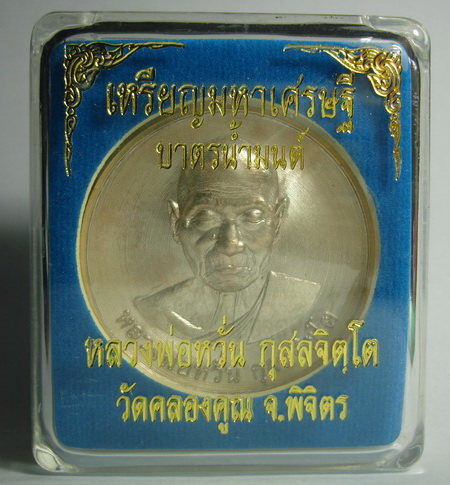 เหรียญมหาเศรษฐี
บาตรน้ำมนต์
หลวงพ่อหวั่น กุสลจิตฺโต
วัดคลองคูณ จ.พิจิตร